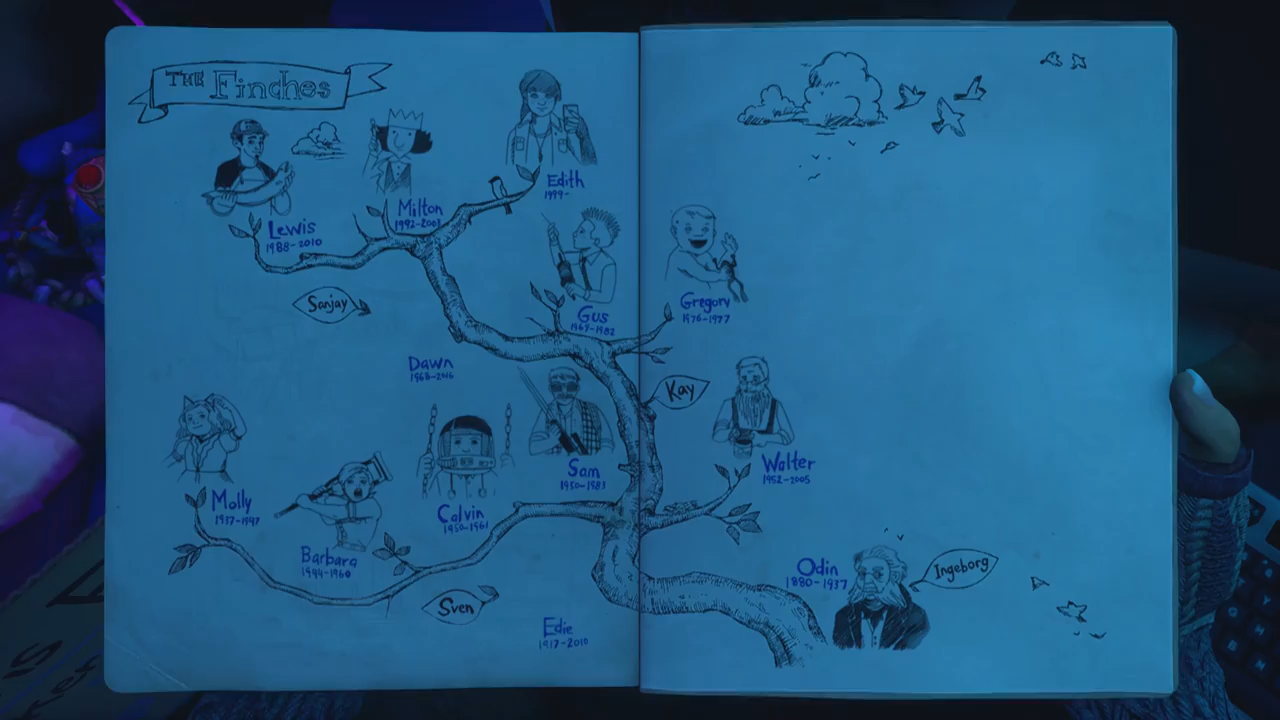 THE Finches
Edith
1999-
Milton
1992-2003
Lewis
1988-2010
Sanjay
Gus
1969-1982
Gregory
1976-1977
Dawn
1968-2016
Kay
Sam
1950-1983
Walter
1952-2005
Molly
1937-1947
Calvin
1950-1961
Barbara
1944-1960
Sven
Edie
1917-2010
Odin
1880-1937
Ingeborg